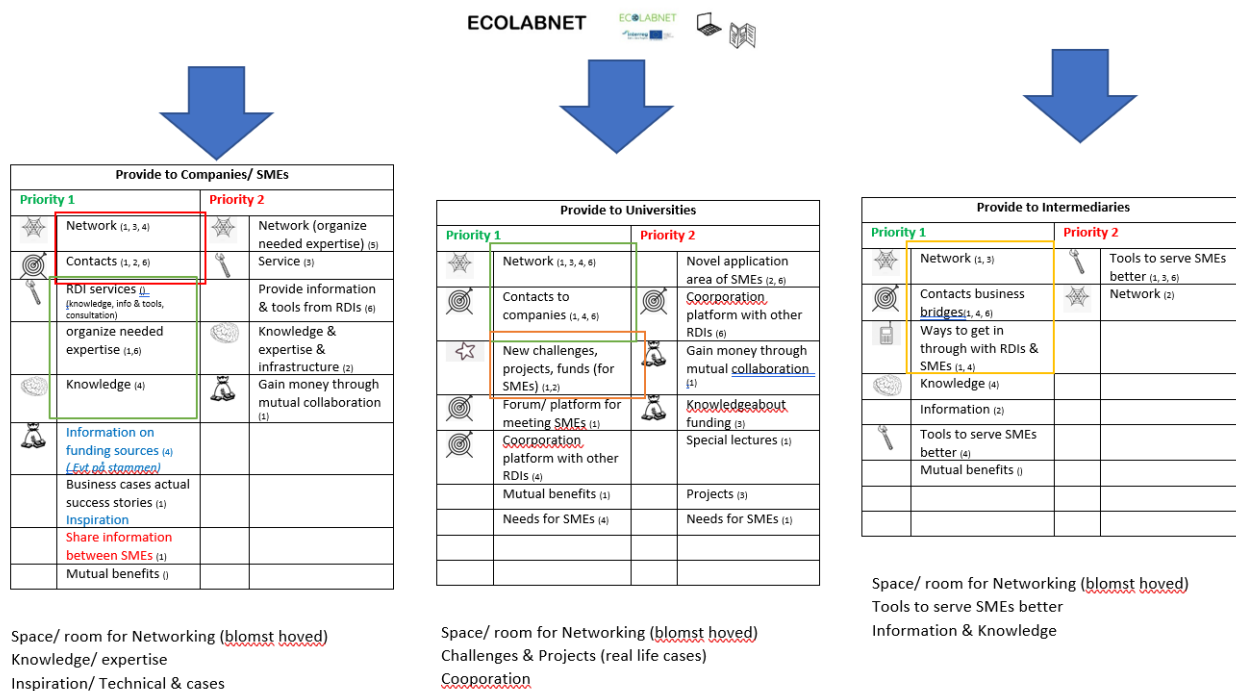 ECOLABNET
ECOLABNET
Interreg
Provide to Companies/ SMEs
Priority 1
Priority 2
Network (1, 3, 4)
Network (organize
needed expertise) (5)
Contacts (1, 2, 6)
Service (3)
RDI services ()
(knowledge, info & tools,
consultation)
Provide information
& tools from RDIs (6)
organize needed
expertise (1,6)
Knowledge &
expertise &
infrastructure (2)
Knowledge (4)
Gain money through
mutual collaboration
(1)
Information on
funding sources (4)
( Evt på stammen)
Business cases actual
success stories (1)
Inspiration
Share information
between SMEs (1)
Mutual benefits ()
Space/ room for Networking (blomst hoved)
Knowledge/ expertise
Inspiration/ Technical & cases
Provide to Universities
Priority 1
Priority 2
Network (1, 3, 4, 6)
Novel application
area of SMEs (2, 6)
Contacts to
companies (1, 4, 6)
Coorporation
platform with other
RDIs (6)
New challenges,
projects, funds (for
SMEs) (1,2)
Gain money through
mutual collaboration
(1)
Forum/ platform for
meeting SMEs (1)
Knowledgeabout
funding (3)
Coorporation
platform with other
RDIs (4)
Special lectures (1)
Mutual benefits (1)
Projects (3)
Needs for SMEs (4)
Needs for SMEs (1)
Space/ room for Networking (blomst hoved)
Challenges & Projects (real life cases)
Cooporation
Provide to Intermediaries
Priority 1
Priority 2
Network (1, 3)
Tools to serve SMEs
better (1, 3, 6)
Contacts business
bridges(1, 4, 6)
Network (2)
Ways to get in
through with RDIs &
SMEs (1, 4)
Knowledge (4)
Information (2)
Tools to serve SMEs
better (4)
Mutual benefits ()
Space/ room for Networking (blomst hoved)
Tools to serve SMEs better
Information & Knowledge